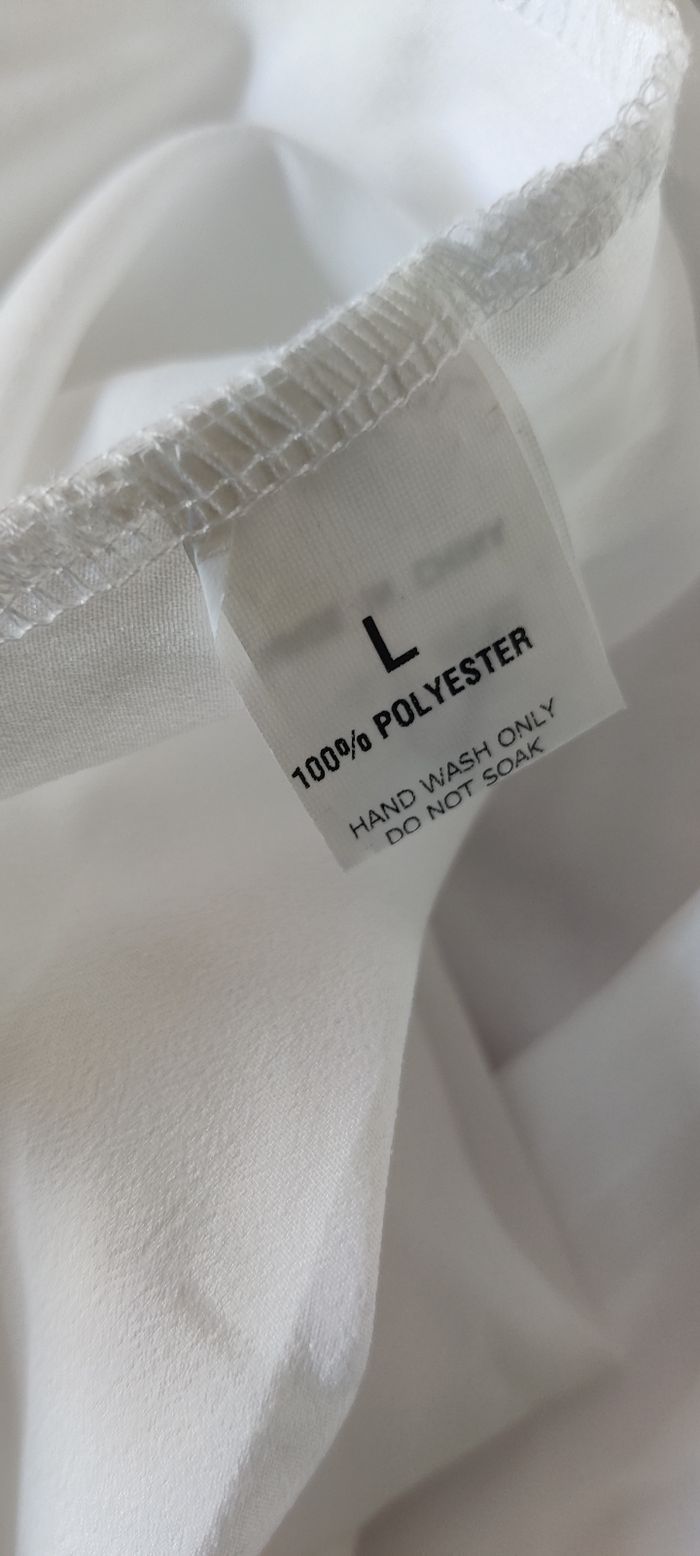 L
100% POLYESTER
HAND WASH ONLY
DO NOT SOAK